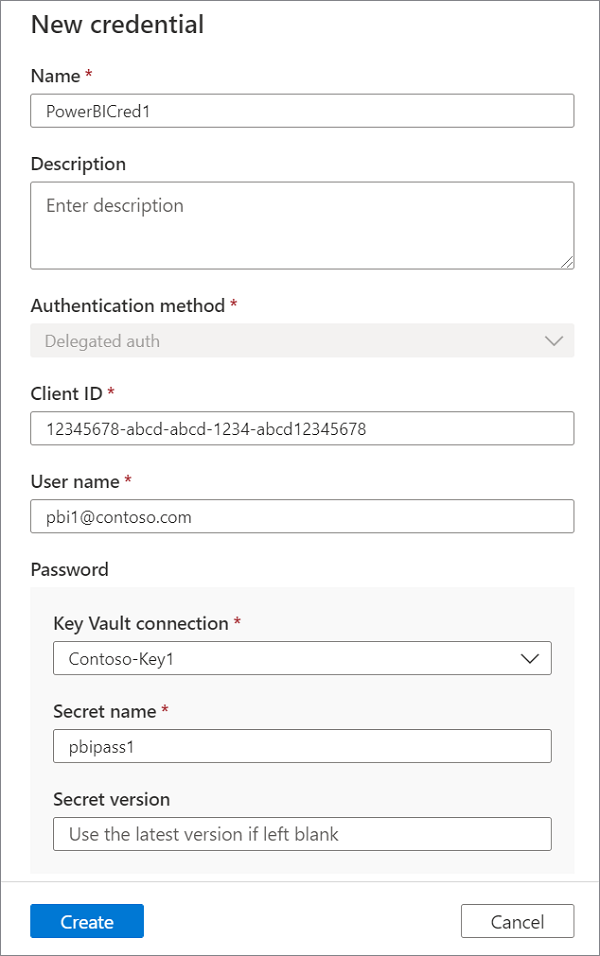 New credential
Name *
PowerBICred1
Description
Enter description
Authentication method *
Delegated auth
Client ID *
12345678-abcd-abcd-1234-abcd12345678
User name *
pbi1@contoso.com
Password
Key Vault connection *
Contoso-Key1
Secret name *
pbipass1
Secret version
Use the latest version if left blank
Create
Cancel